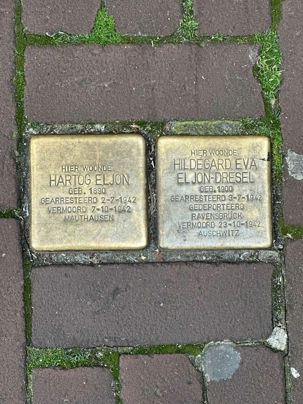 HIER WOONDE
HARTOG ELJON
GEB. 1890
GEARRESTEERD 2-7-1942
VERMOORD 7-10-1942
MAUTHAUSEN
HIER WOONDE
HILDEGARD EVA
ELJON-DRESEL
GEB. 1900
GEARRESTEERD 9-7-1942
GEDEPORTEERD
RAVENSBRÜCK
VERMOORD 23-10-1942
AUSCHWITZ